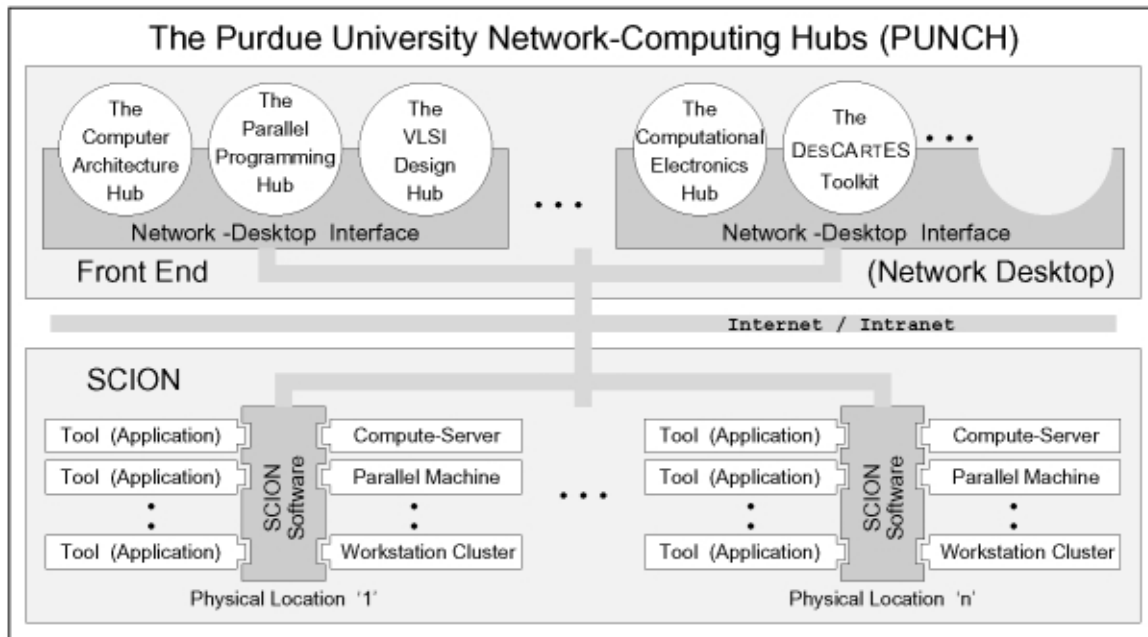 The Purdue University Network-Computing Hubs (PUNCH)
The
Computer
Architecture
Hub
The
Parallel
Programming
Hub
The
VLSI
Design
Hub
• • •
The
Computational
Electronics
Hub
The
DESCARTES
Toolkit
• • •
Network -Desktop Interface
Network -Desktop Interface
Front End
(Network Desktop)
Internet / Intranet
SCION
Tool (Application)
Tool (Application)
Tool (Application)
SCION
Software
Compute-Server
Parallel Machine
Workstation Cluster
Physical Location '1'
• • •
Tool (Application)
Tool (Application)
Tool (Application)
SCION
Software
Compute-Server
Parallel Machine
Workstation Cluster
Physical Location 'n'